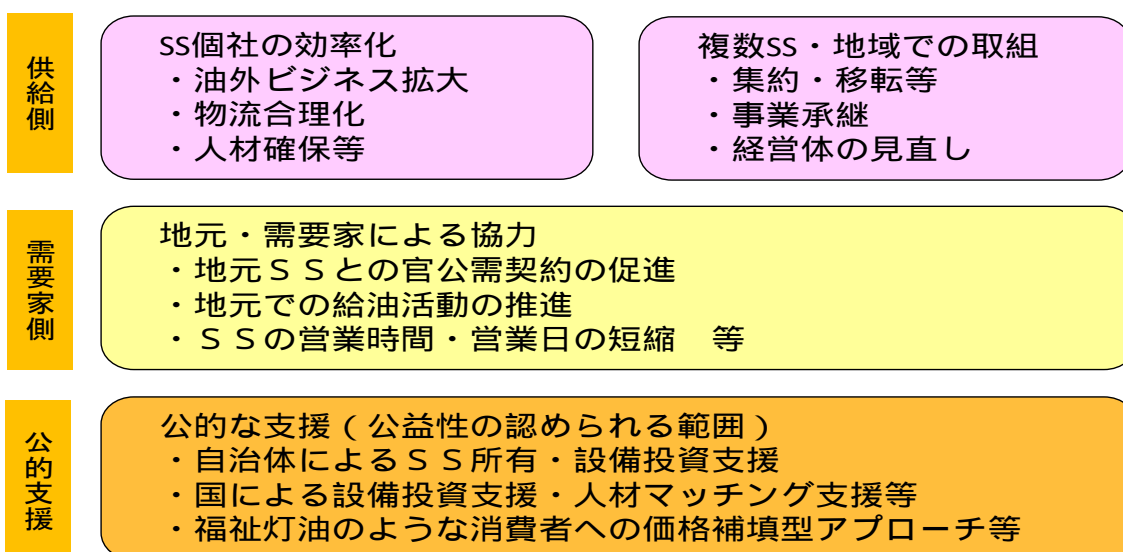 供給側
SS個社の効率化
・油外ビジネス拡大
・物流合理化
・人材確保等
複数SS・地域での取組
・集約・移転等
・事業承継
・経営体の見直し
需要家側
地元・需要家による協力
・地元ＳＳとの官公需契約の促進
・地元での給油活動の推進
・ＳＳの営業時間・営業日の短縮　等
公的支援
公的な支援（公益性の認められる範囲）
・自治体によるＳＳ所有・設備投資支援
・国による設備投資支援・人材マッチング支援等
・福祉灯油のような消費者への価格補填型アプローチ等